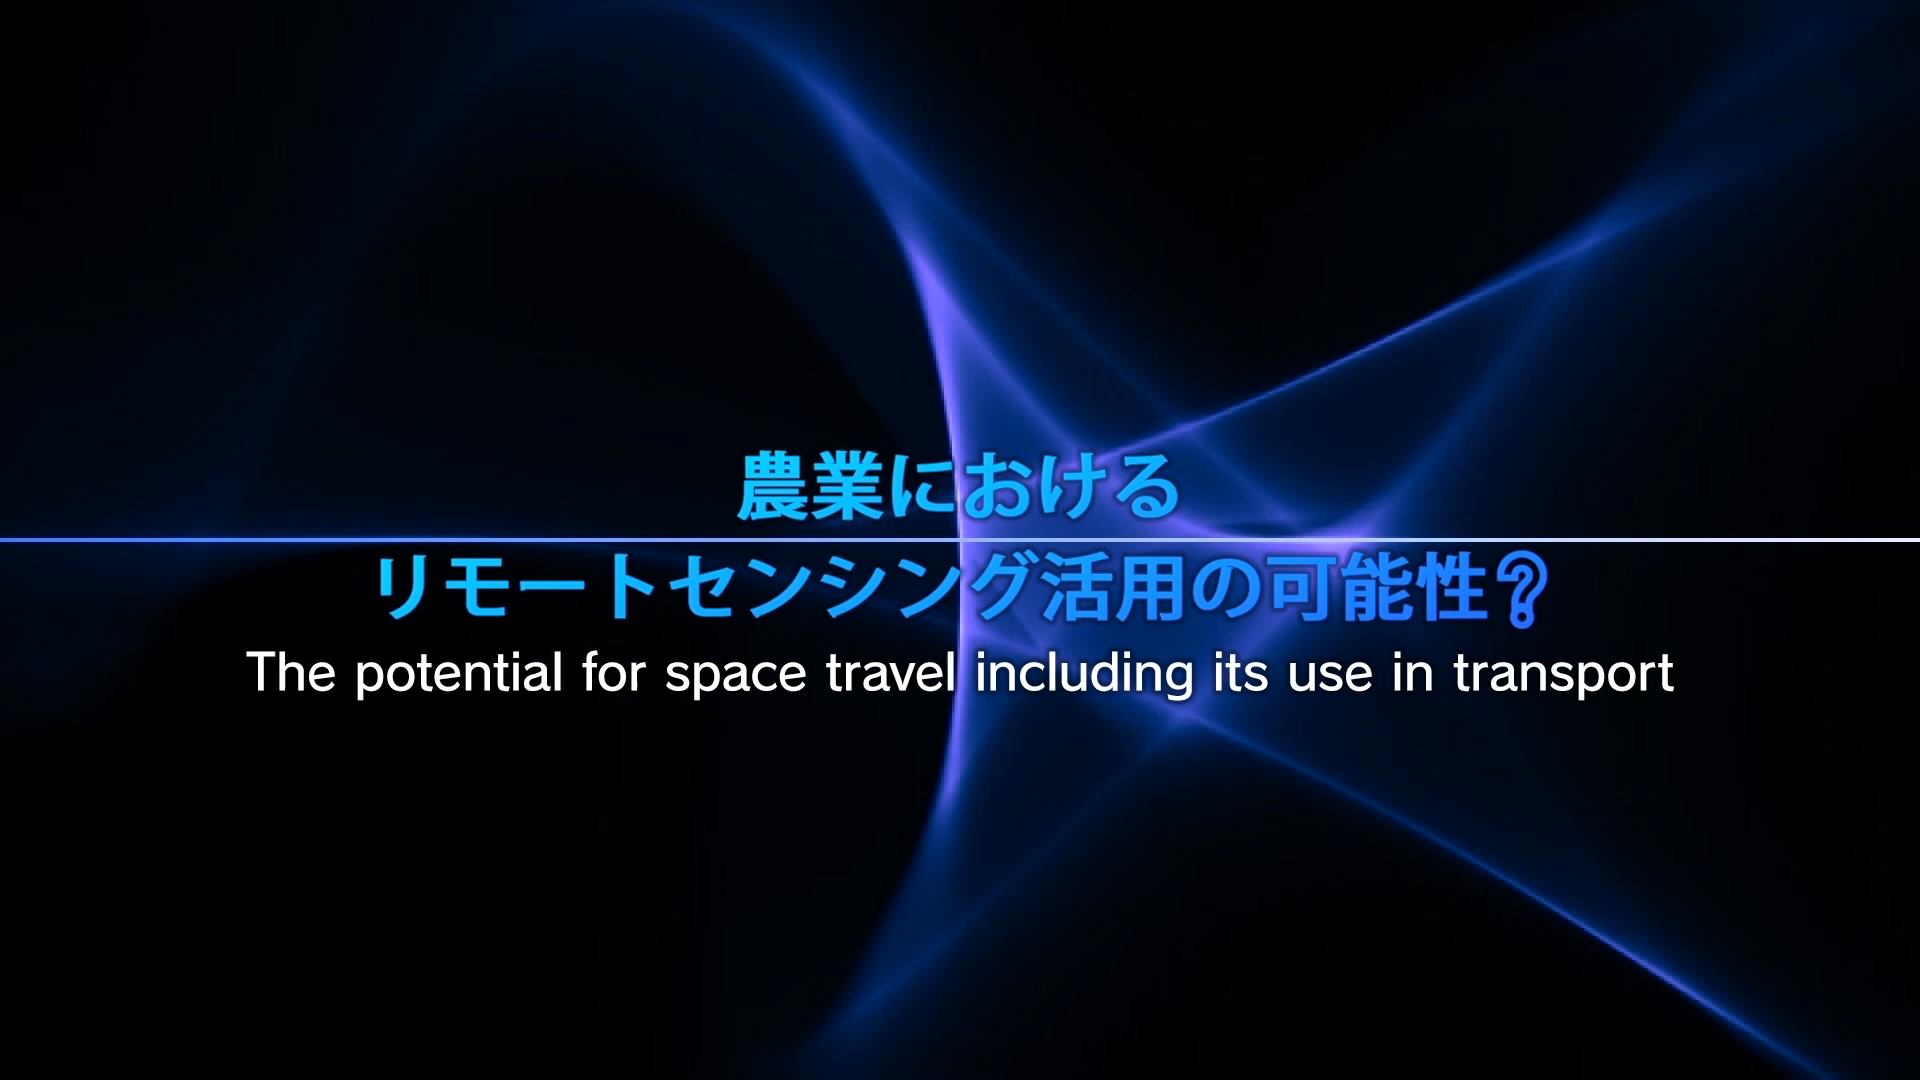 農業における
リモートセンシング活用の可能性?
The potential for space travel including its use in transport